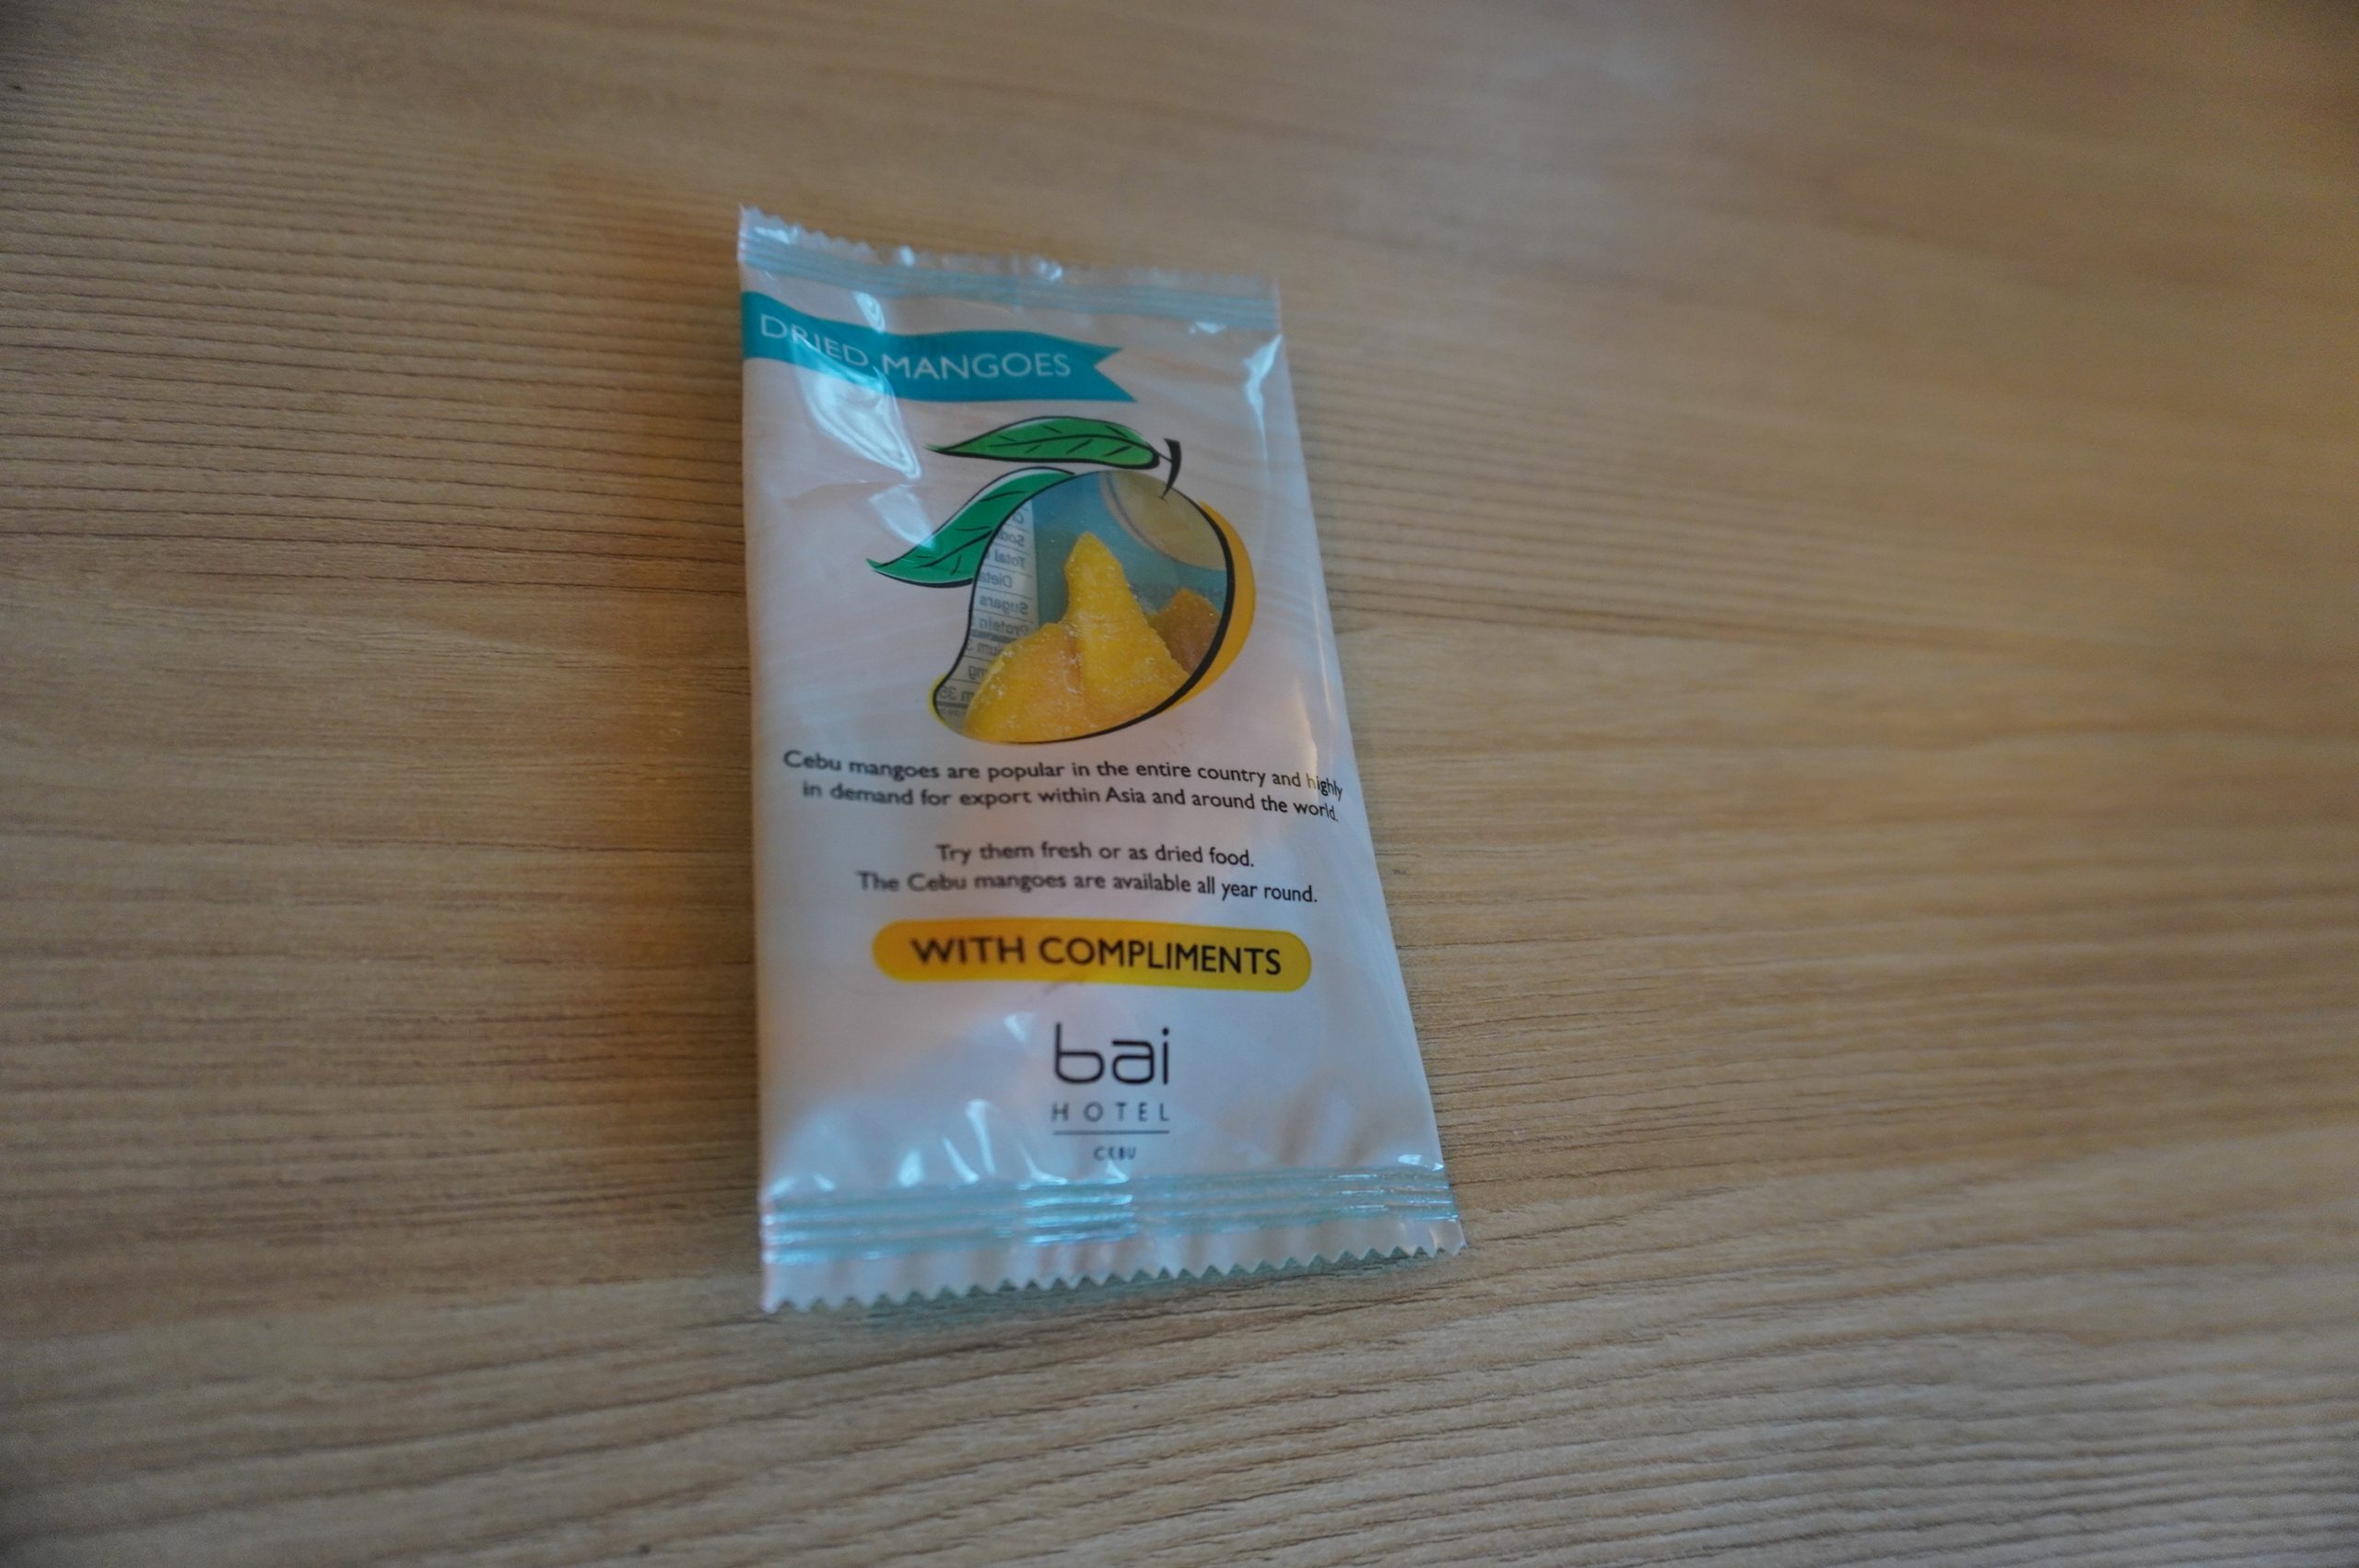 DRIED MANGOES
Sugars
Protein
Cebu mangoes are popular in the entire country and highly
in demand for export within Asia and around the world.
Try them fresh or as dried food.
The Cebu mangoes are available all year round.
WITH COMPLIMENTS
bai
HOTEL
CEBU